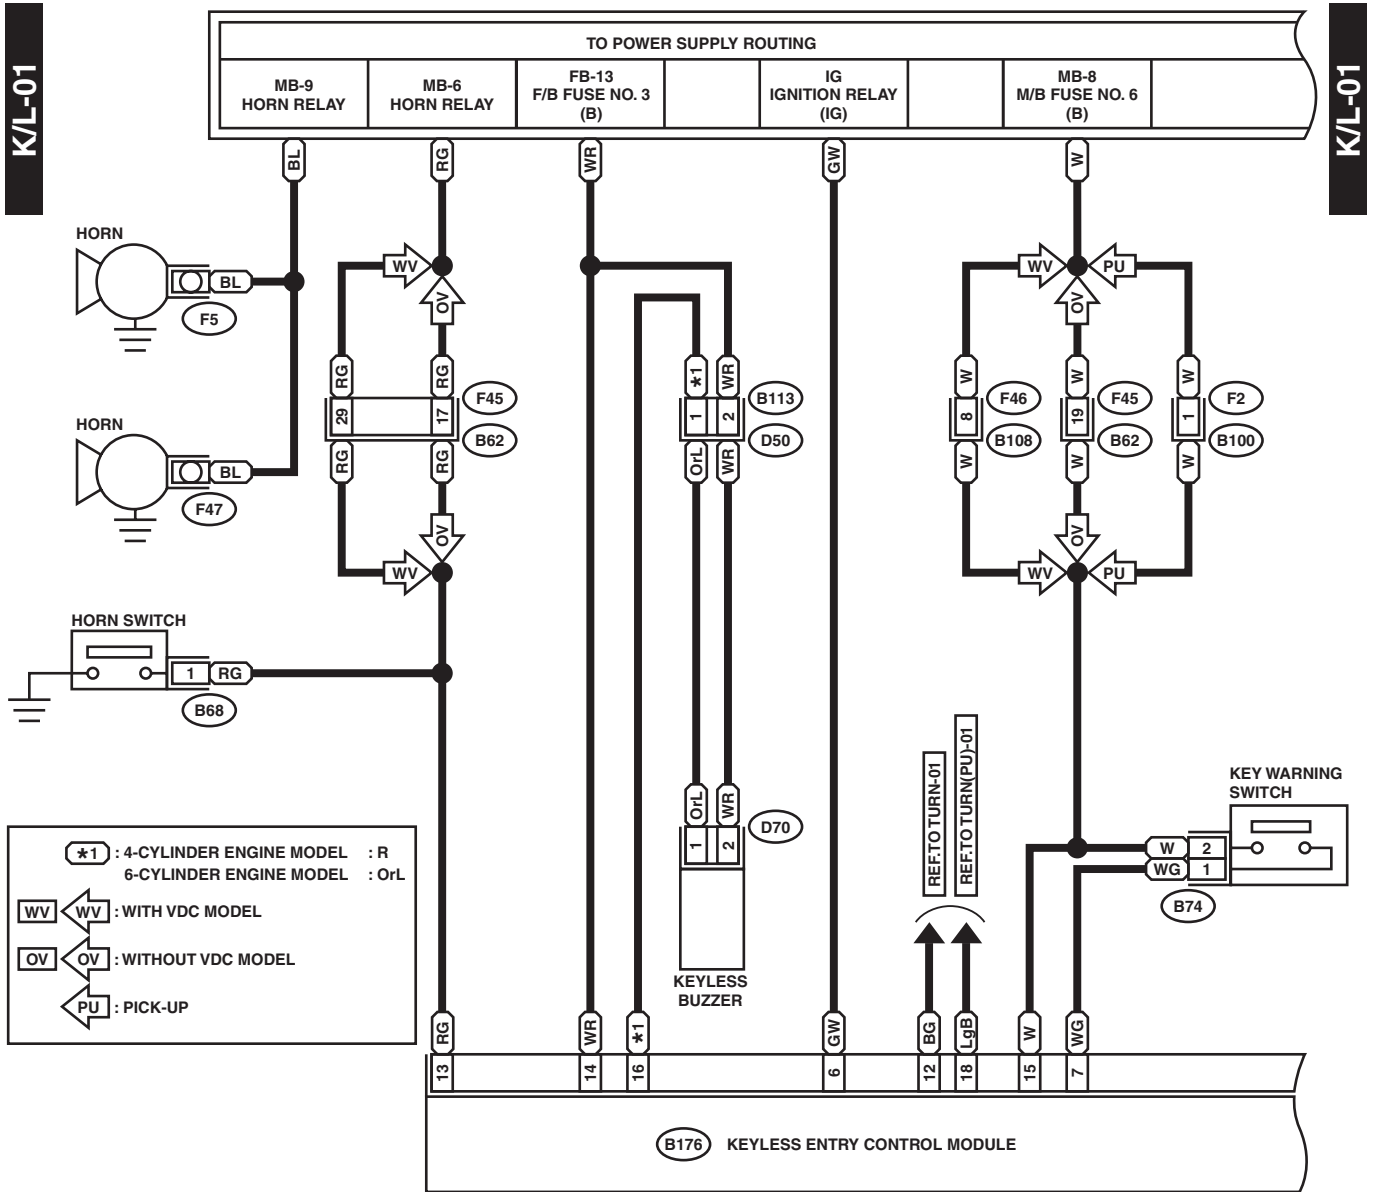 K/L-01
K/L-01
TO POWER SUPPLY ROUTING
MB-9
HORN RELAY
MB-6
HORN RELAY
FB-13
F/B FUSE NO. 3
(B)
IG
IGNITION RELAY
(IG)
MB-8
M/B FUSE NO. 6
(B)
BL
RG
WR
GW
W
HORN
BL
F5
WV
OV
WV
PU
OV
RG
RG
*1
WR
W
W
W
29
17
F45
B62
1
2
B113
D50
8
F46
B108
19
F45
B62
1
F2
B100
RG
RG
OrL
WR
W
W
W
HORN
BL
F47
OV
WV
OV
WV
PU
HORN SWITCH
1
RG
B68
REF.TO TURN-01
REF.TO TURN(PU)-01
KEY WARNING
SWITCH
OrL
WR
1
2
D70
W
2
WG
1
B74
KEYLESS
BUZZER
*1 : 4-CYLINDER ENGINE MODEL : R
6-CYLINDER ENGINE MODEL : OrL
WV WV : WITH VDC MODEL
OV OV : WITHOUT VDC MODEL
PU : PICK-UP
RG
WR
*1
GW
BG
LgB
W
WG
13
14
16
6
12
18
15
7
B176 KEYLESS ENTRY CONTROL MODULE